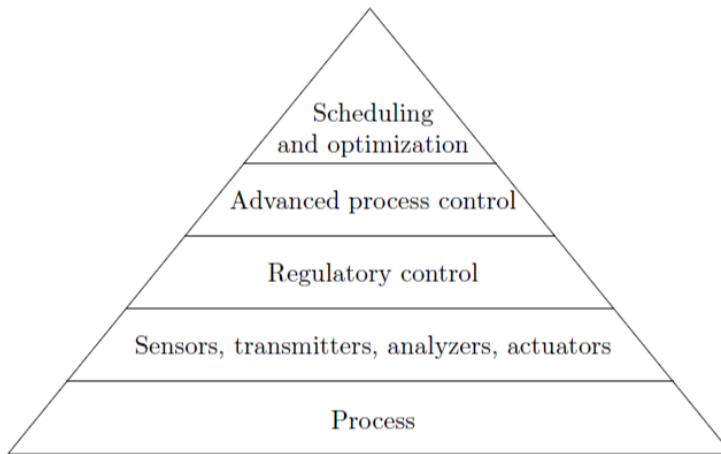 Scheduling
and optimization
Advanced process control
Regulatory control
Sensors, transmitters, analyzers, actuators
Process